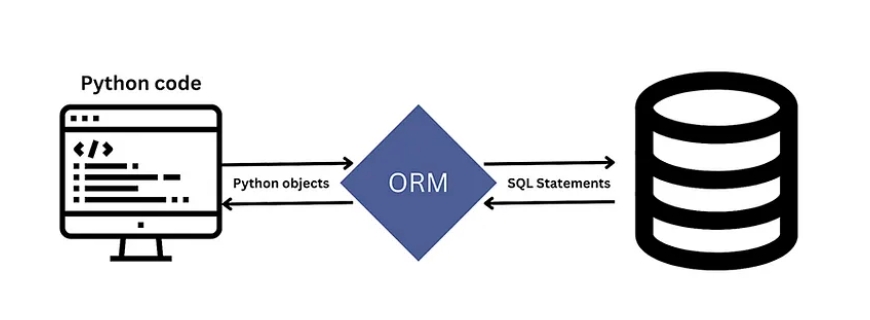 Python code
</>
Python objects
ORM
SQL Statements